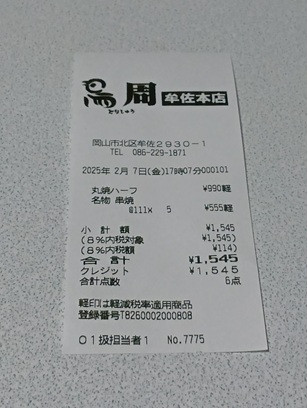 鳥周 牟佐本店
とりしゅう
岡山市北区牟佐2930-1
TEL 086-229-1871
2025年 2月 7日(金)17時07分000101
丸焼ハーフ ¥990軽
名物 串焼
@111× 5 ¥555軽
小計額 ¥1,545
(8%内税対象 ¥1,545)
(8%内税額 ¥114)
合計 ¥1,545
クレジット ¥1,545
合計点数 6点
軽印は軽減税率適用商品
登録番号T8260002000808
01扱担当者1 No.7775